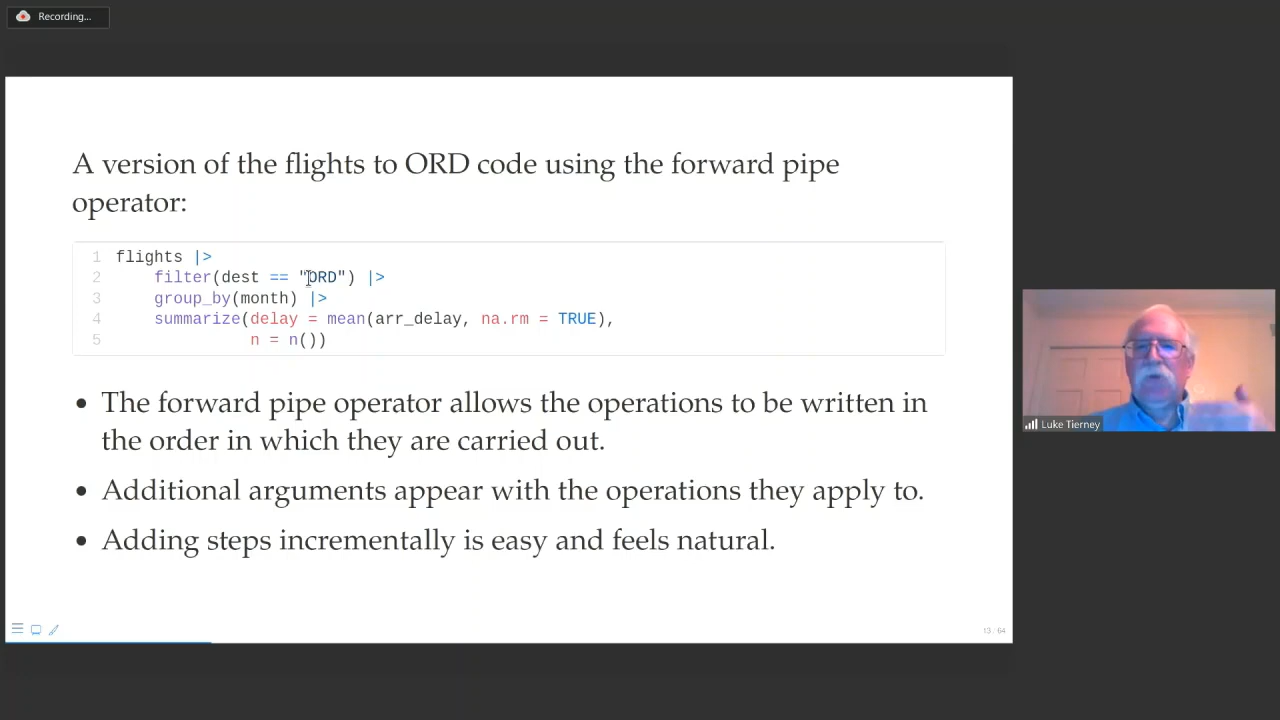 Recording...
A version of the flights to ORD code using the forward pipe
operator:
1 flights |>
2     filter(dest == "ORD") |>
3     group_by(month) |>
4     summarize(delay = mean(arr_delay, na.rm = TRUE),
5               n = n())
• The forward pipe operator allows the operations to be written in
the order in which they are carried out.
• Additional arguments appear with the operations they apply to.
• Adding steps incrementally is easy and feels natural.
13 / 64
Luke Tierney